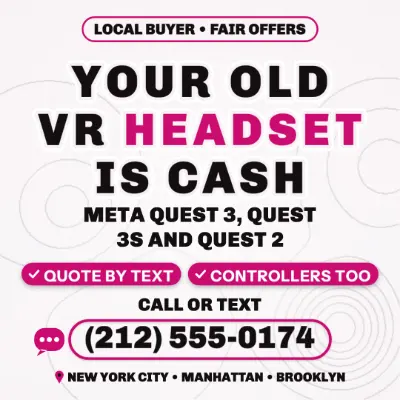 LOCAL BUYER • FAIR OFFERS
YOUR OLD
VR HEADSET
IS CASH
META QUEST 3, QUEST
3S AND QUEST 2
✓ QUOTE BY TEXT ✓ CONTROLLERS TOO
CALL OR TEXT
(212) 555-0174
NEW YORK CITY • MANHATTAN • BROOKLYN